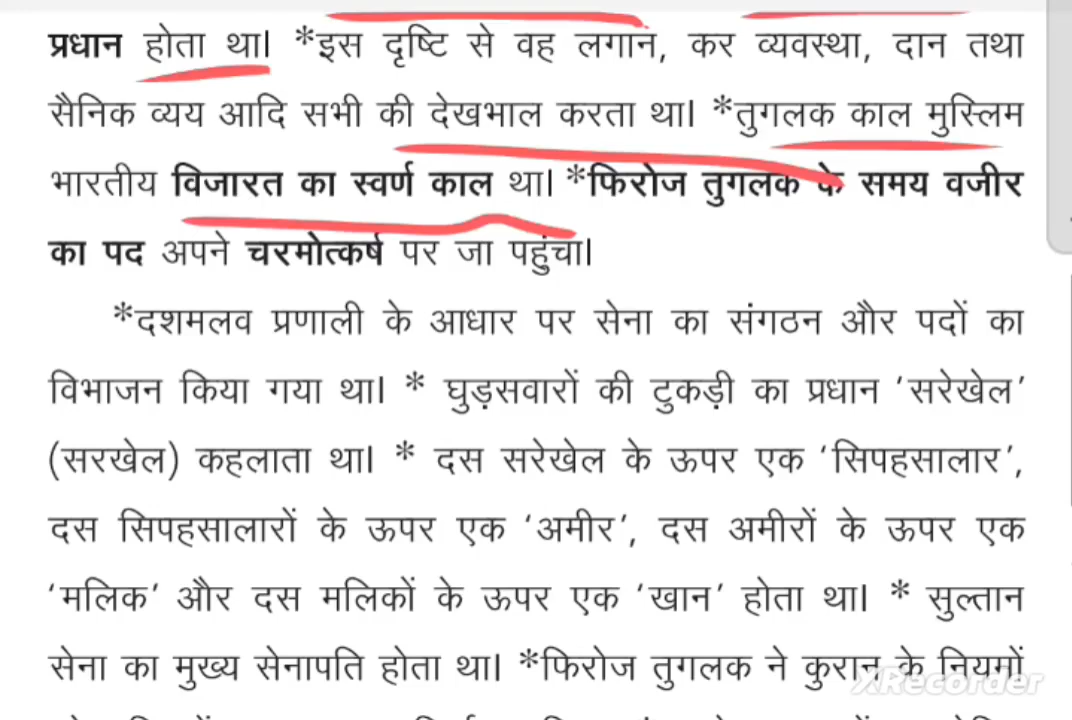 प्रधान होता था। *इस दृष्टि से वह लगान, कर व्यवस्था, दान तथा
सैनिक व्यय आदि सभी की देखभाल करता था। *तुगलक काल मुस्लिम
भारतीय विजारत का स्वर्ण काल था। *फिरोज तुगलक के समय वजीर
का पद अपने चरमोत्कर्ष पर जा पहुंचा।
*दशमलव प्रणाली के आधार पर सेना का संगठन और पदों का
विभाजन किया गया था। * घुड़सवारों की टुकड़ी का प्रधान ‘सरेखेल’
(सरखेल) कहलाता था। * दस सरेखेल के ऊपर एक ‘सिपहसालार’,
दस सिपहसालारों के ऊपर एक ‘अमीर’, दस अमीरों के ऊपर एक
‘मलिक’ और दस मलिकों के ऊपर एक ‘खान’ होता था। * सुल्तान
सेना का मुख्य सेनापति होता था। *फिरोज तुगलक ने कुरान के नियमों
XRecorder